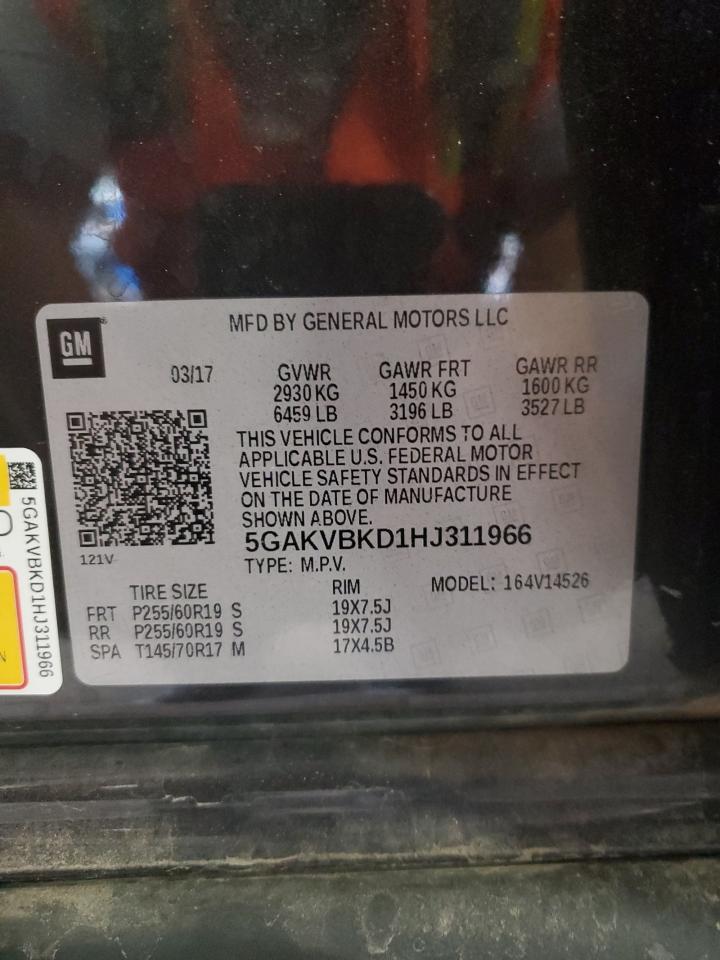 GM
MFD BY GENERAL MOTORS LLC
03/17 GVWR GAWR FRT GAWR RR
2930 KG 1450 KG 1600 KG
6459 LB 3196 LB 3527 LB
THIS VEHICLE CONFORMS TO ALL
APPLICABLE U.S. FEDERAL MOTOR
VEHICLE SAFETY STANDARDS IN EFFECT
ON THE DATE OF MANUFACTURE
SHOWN ABOVE.
5GAKVBKD1HJ311966
121V
TYPE: M.P.V.
TIRE SIZE RIM MODEL: 164V14526
FRT P255/60R19 S 19X7.5J
RR P255/60R19 S 19X7.5J
SPA T145/70R17 M 17X4.5B
5GAKVBKD1HJ311966